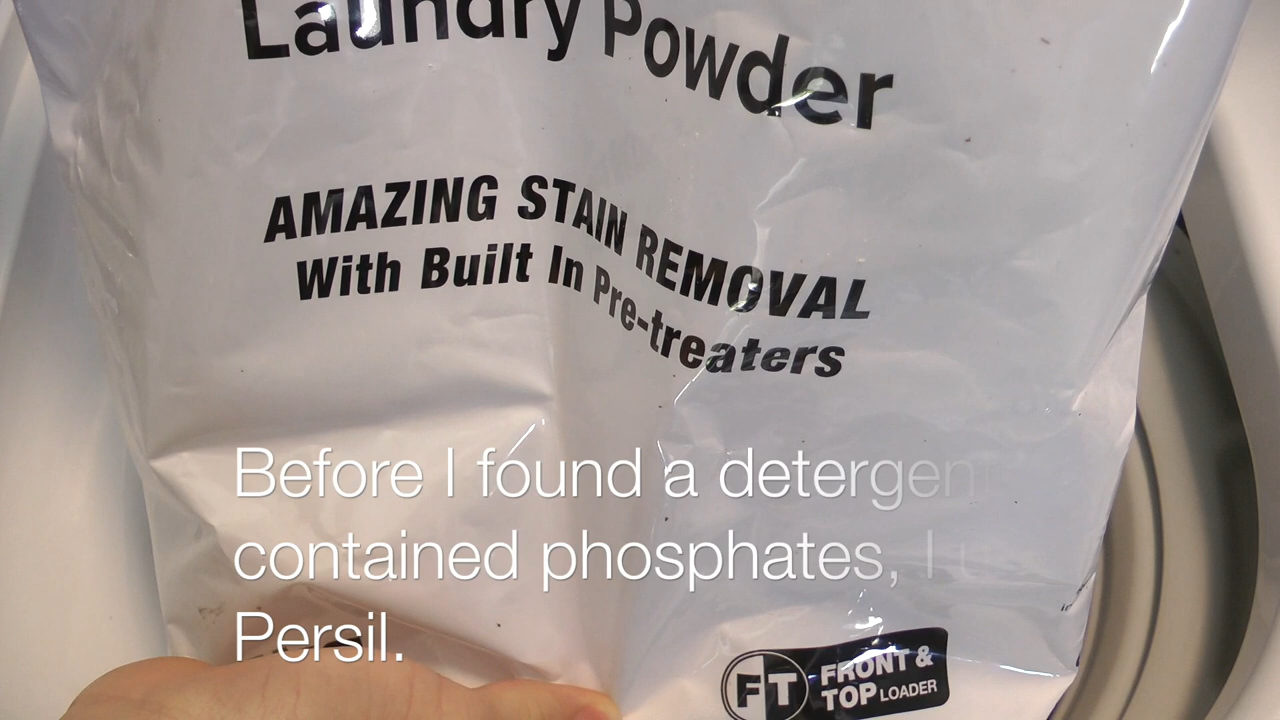 Laundry Powder
AMAZING STAIN REMOVAL
With Built In Pre-treaters
Before I found a detergent
contained phosphates, I
Persil.
FT FRONT &
TOP LOADER